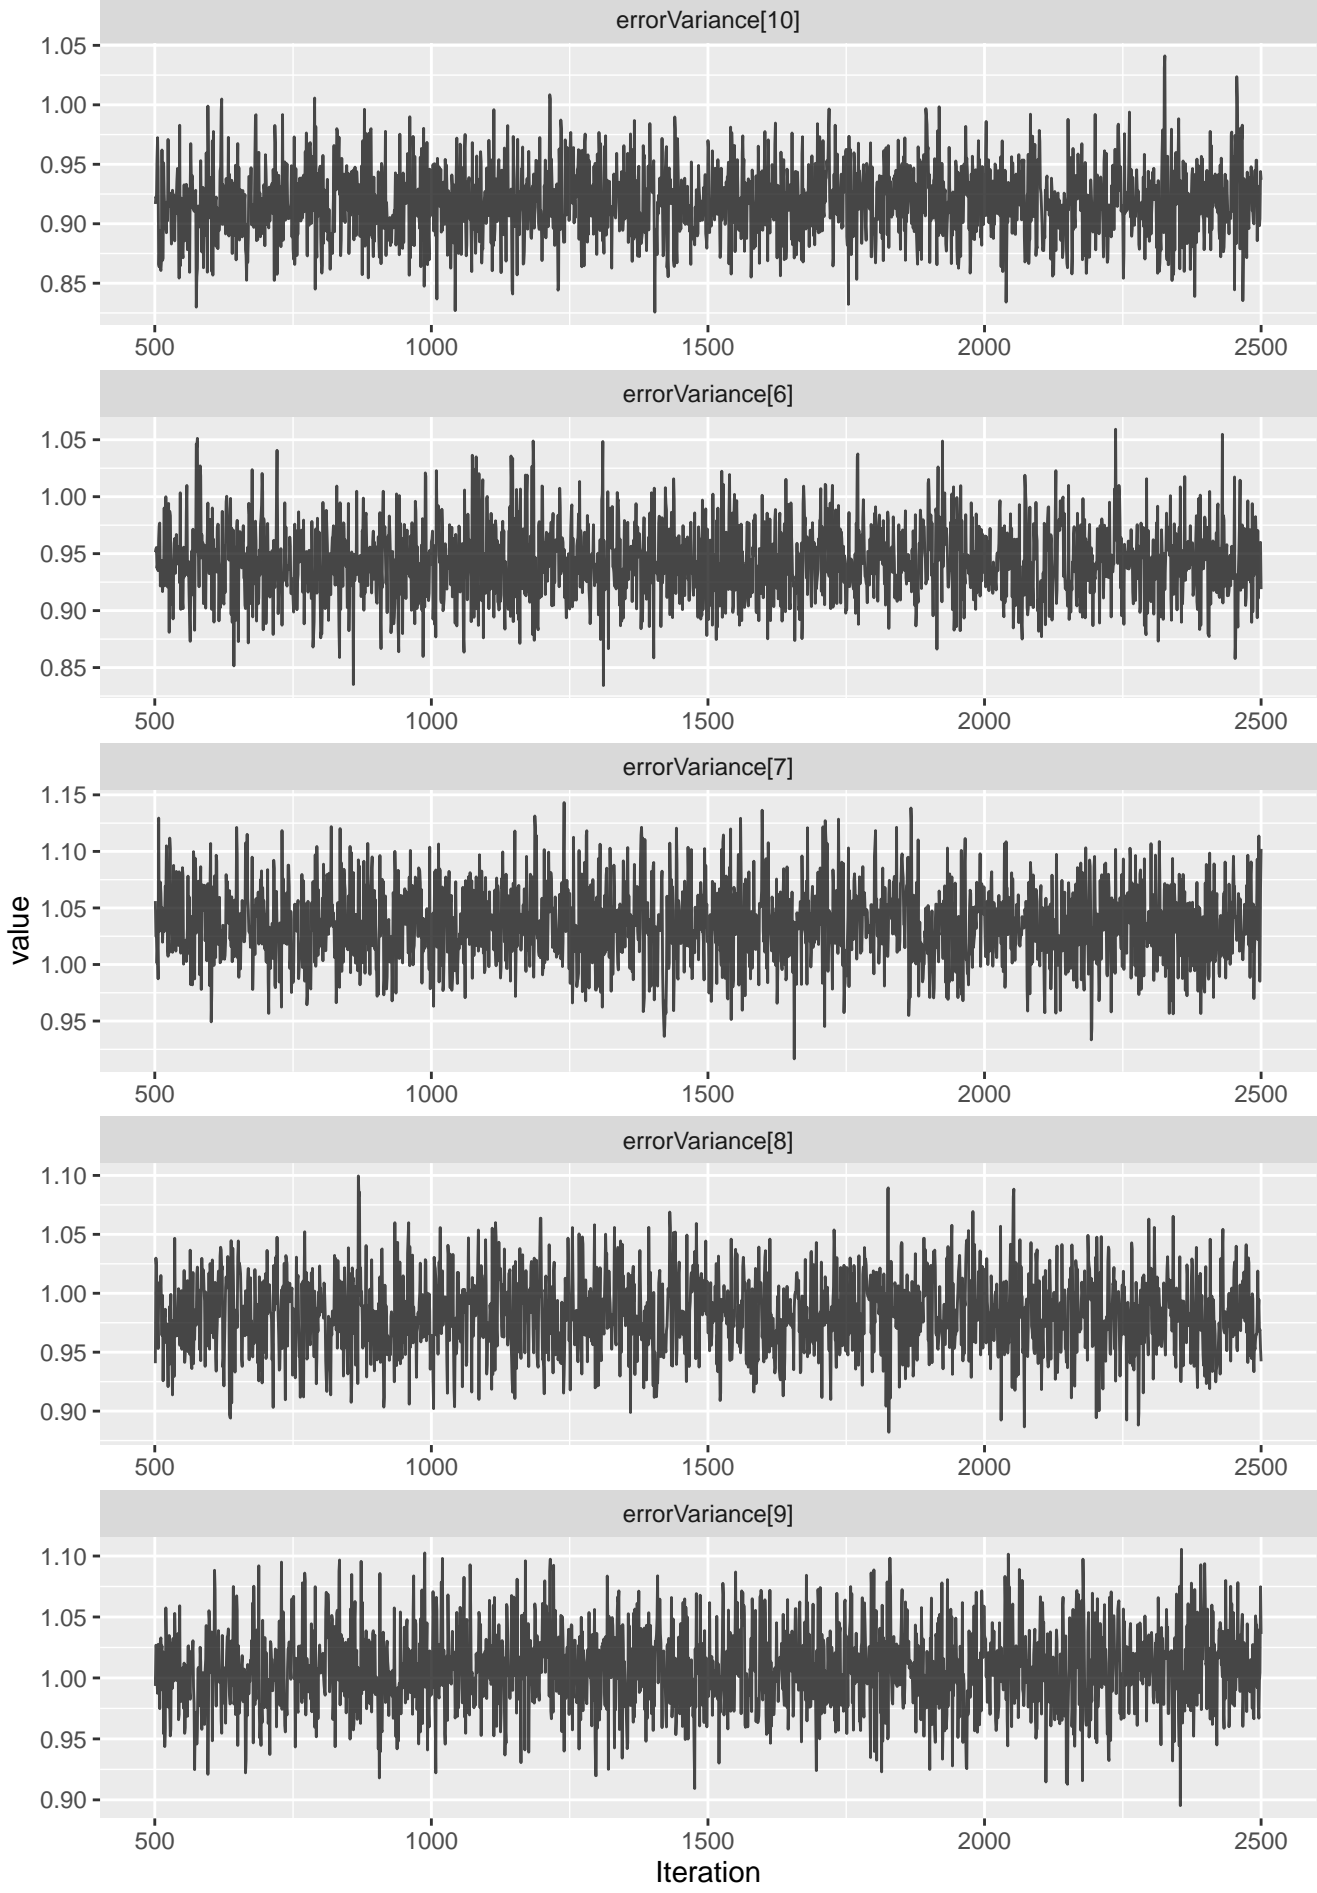 errorVariance[10]
1.05
1.00
0.95
0.90
0.85
500 1000 1500 2000 2500
errorVariance[6]
1.05
1.00
0.95
0.90
0.85
500 1000 1500 2000 2500
errorVariance[7]
1.15
1.10
1.05
1.00
0.95
500 1000 1500 2000 2500
value
errorVariance[8]
1.10
1.05
1.00
0.95
0.90
500 1000 1500 2000 2500
errorVariance[9]
1.10
1.05
1.00
0.95
0.90
500 1000 1500 2000 2500
Iteration